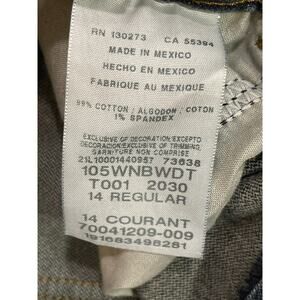 RN 130273 CA 55394
MADE IN MEXICO
HECHO EN MEXICO
FABRIQUE AU MEXIQUE
99% COTTON / ALGODON / COTON
1% SPANDEX
EXCLUSIVE OF DECORATION/EXCEPTO
DECORACION/EXCLUSIVE OF TRIMMING,
GARNITURE NON COMPRISE
21L10001440957 73638
105WNBWDT
T001 2030
14 REGULAR
14 COURANT
70041209-009
191683498281